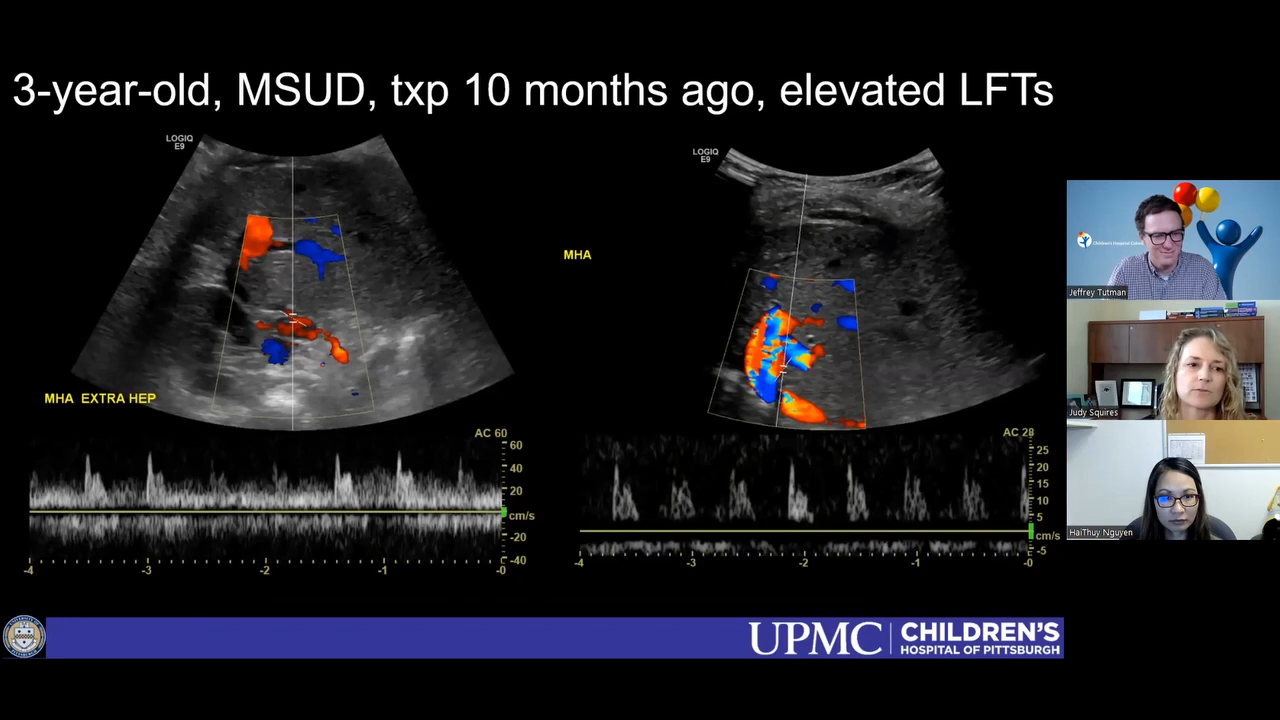 3-year-old, MSUD, txp 10 months ago, elevated LFTs
LOGIQ
E9
MHA EXTRA HEP
AC 60
60
40
20
cm/s
-20
-40
-4
-3
-2
-1
-0
LOGIQ
E9
MHA
AC 28
25
20
15
10
5
cm/s
-5
-4
-3
-2
-1
-0
Jeffrey Tutman
Judy Squires
HaiThuy Nguyen
UPMC
CHILDREN'S
HOSPITAL OF PITTSBURGH